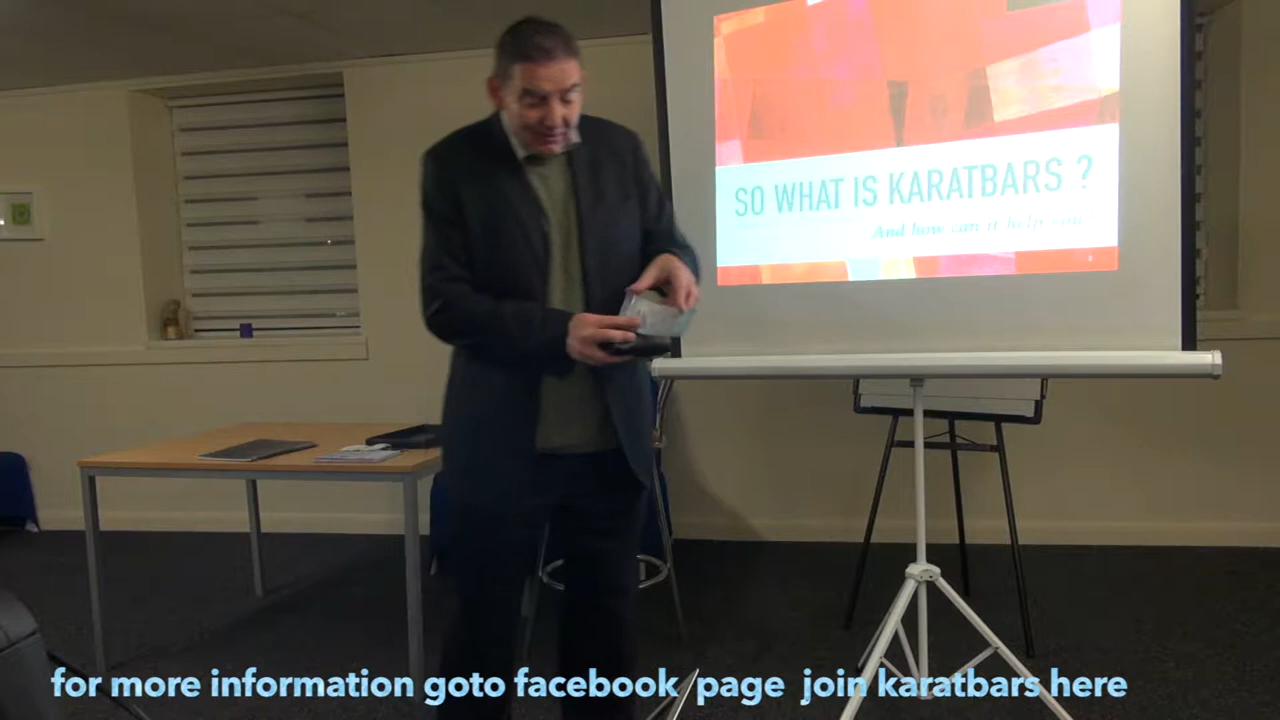 SO WHAT IS KARATBARS ?
And how can it help you
for more information goto facebook page join karatbars here